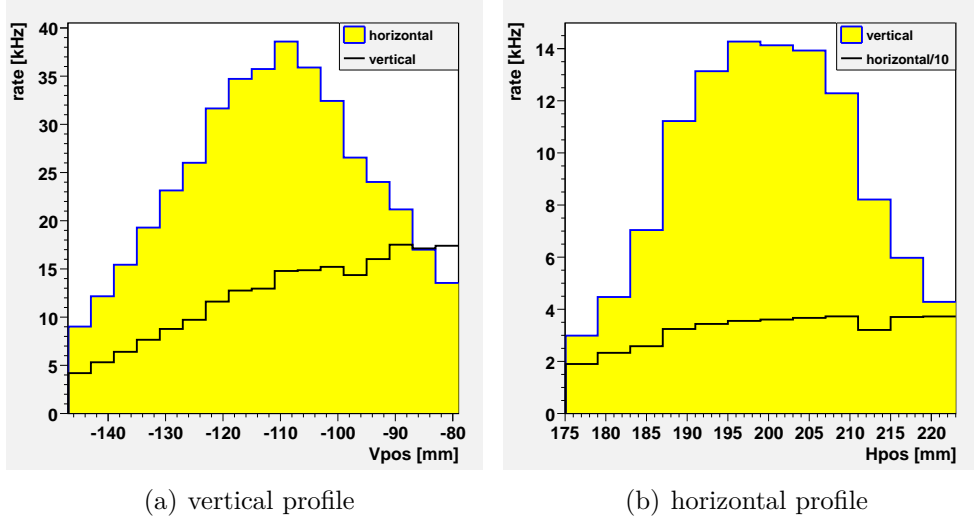 rate [kHz]
40
35
30
25
20
15
10
5
0
horizontal
vertical
-140 -130 -120 -110 -100 -90 -80
Vpos [mm]
(a) vertical profile
rate [kHz]
14
12
10
8
6
4
2
0
vertical
horizontal/10
175 180 185 190 195 200 205 210 215 220
Hpos [mm]
(b) horizontal profile